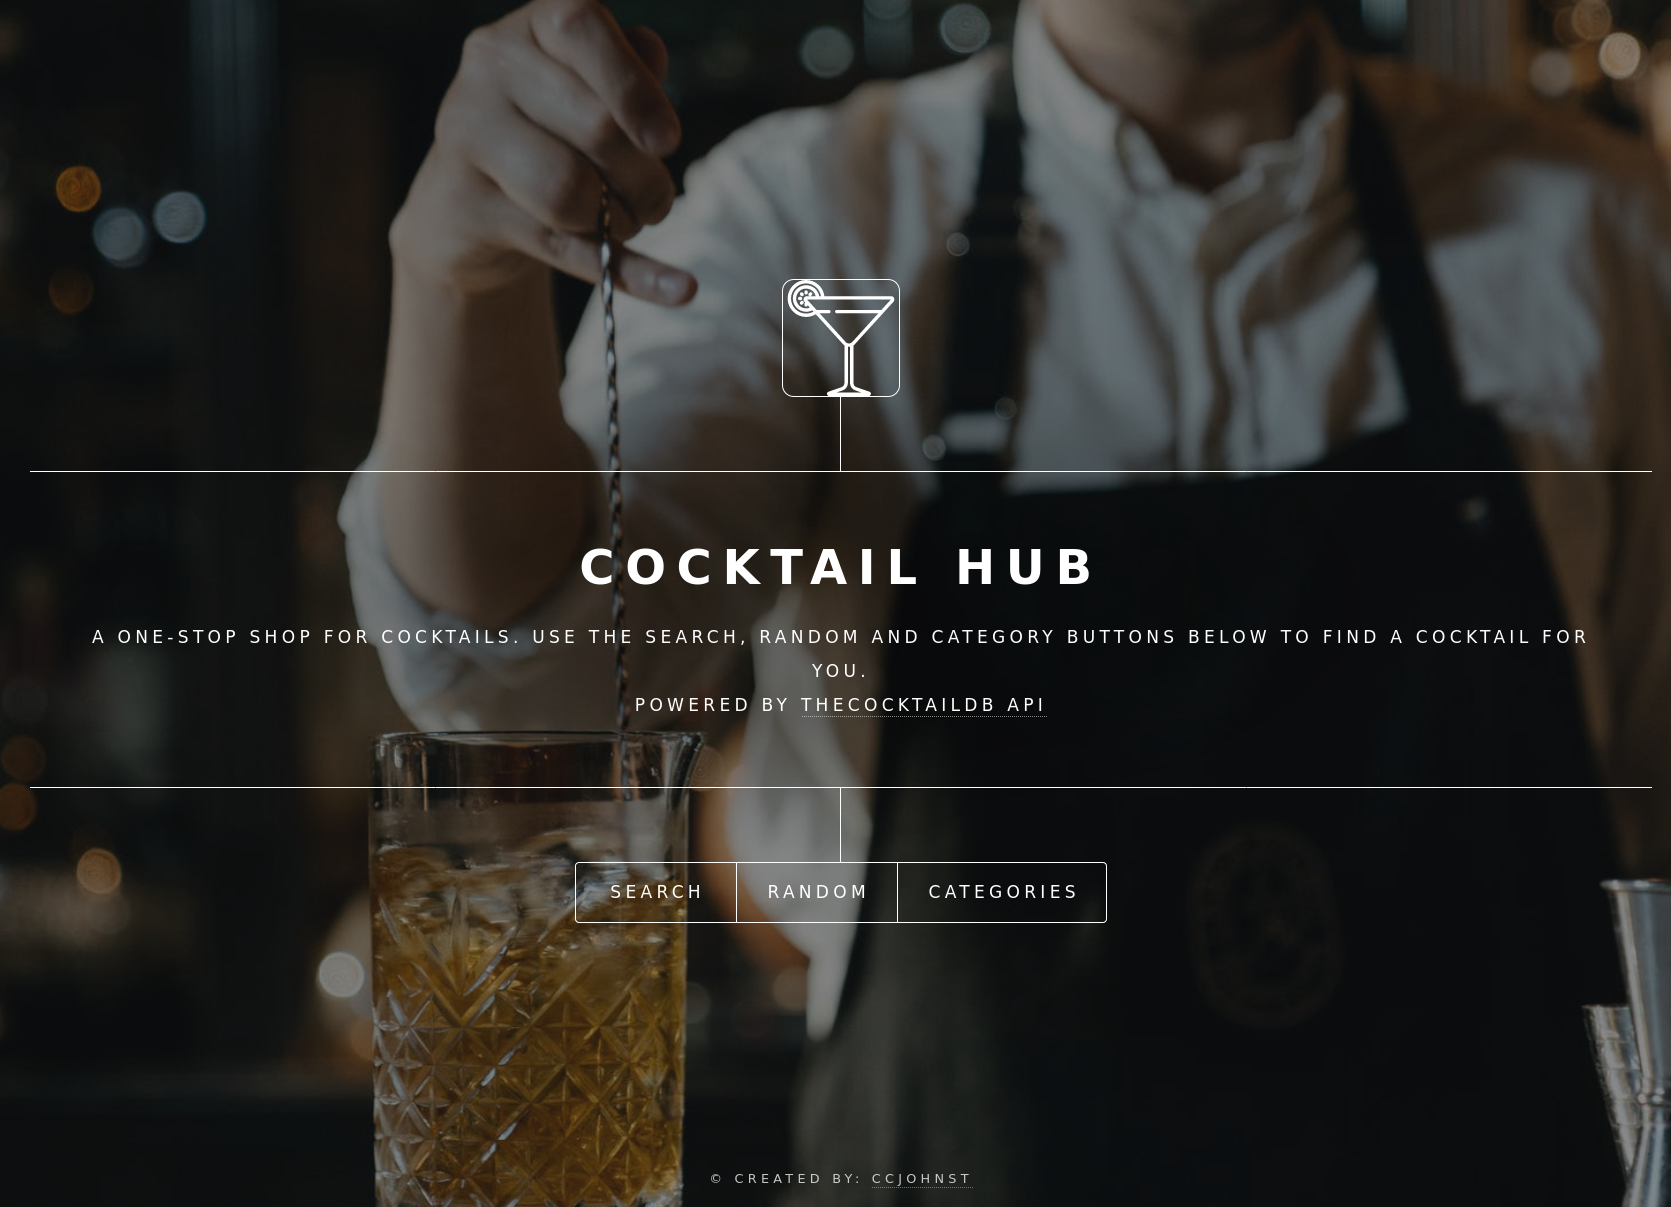 COCKTAIL HUB
A ONE-STOP SHOP FOR COCKTAILS. USE THE SEARCH, RANDOM AND CATEGORY BUTTONS BELOW TO FIND A COCKTAIL FOR
YOU.
POWERED BY THECOCKTAILDB API
SEARCH RANDOM CATEGORIES
© CREATED BY: CCJOHNST